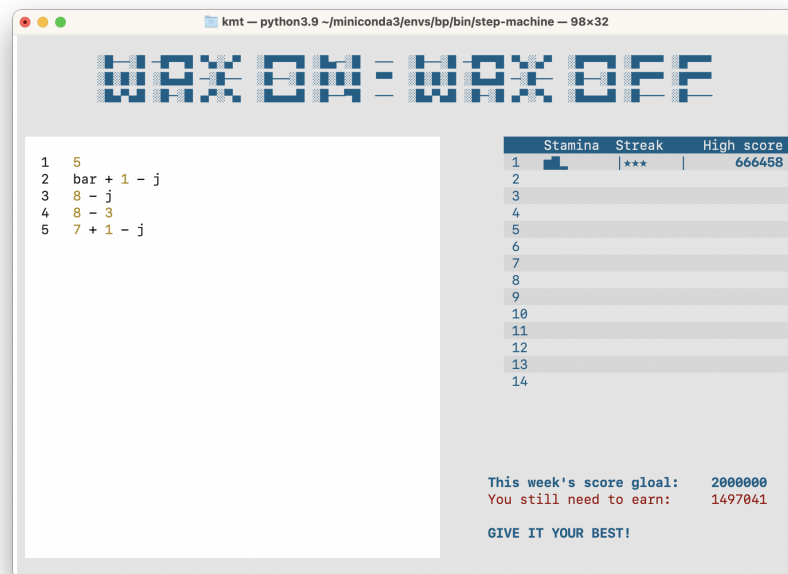 kmt — python3.9 ~/miniconda3/envs/bp/bin/step-machine — 98×32
WAX ON-WAX OFF
1 5
2 bar + 1 - j
3 8 - j
4 8 - 3
5 7 + 1 - j
Stamina Streak High score
1 |★★★ | 666458
2
3
4
5
6
7
8
9
10
11
12
13
14
This week's score gloal: 2000000
You still need to earn: 1497041
GIVE IT YOUR BEST!